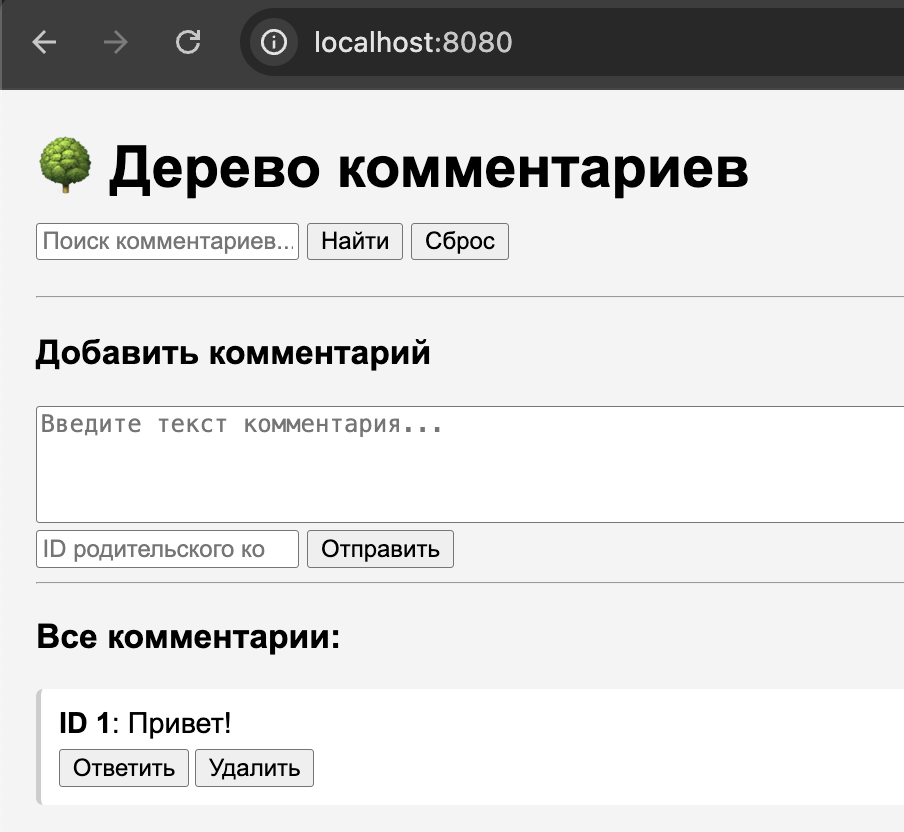 localhost:8080
Дерево комментариев
Поиск комментариев... Найти Сброс
Добавить комментарий
Введите текст комментария...
ID родительского ко Отправить
Все комментарии:
ID 1: Привет!
Ответить Удалить